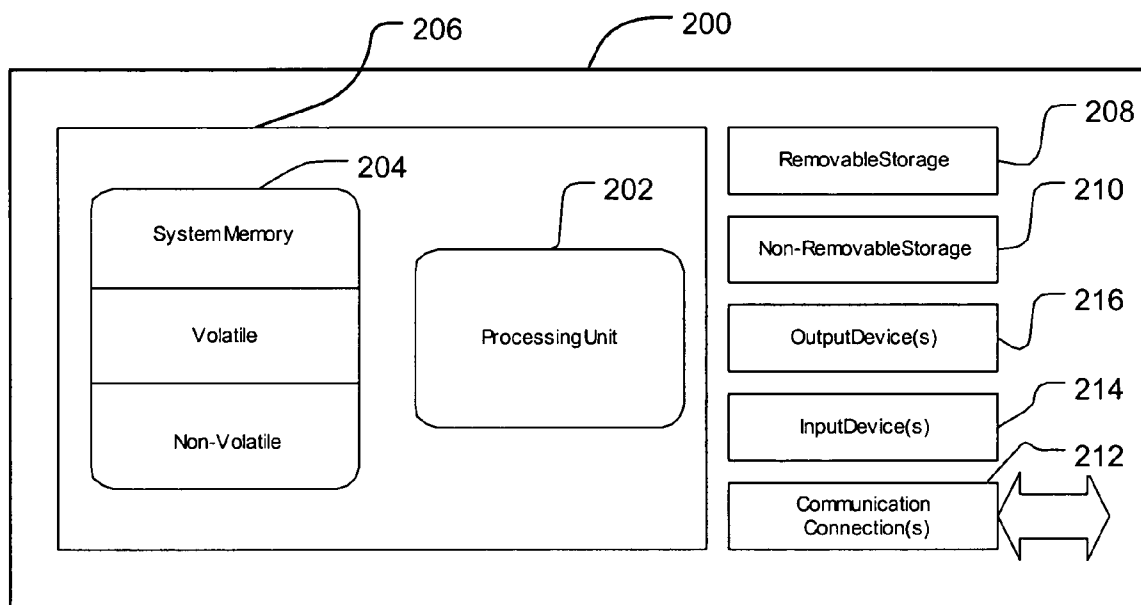 206
200
204
SystemMemory
Volatile
Non-Volatile
202
ProcessingUnit
RemovableStorage
208
Non-RemovableStorage
210
OutputDevice(s)
216
InputDevice(s)
214
Communication
Connection(s)
212